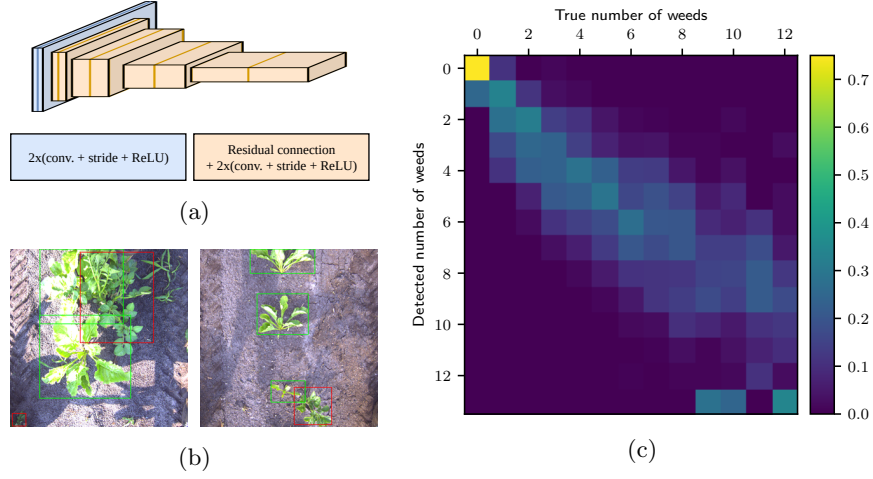 2x(conv. + stride + ReLU)
Residual connection
+ 2x(conv. + stride + ReLU)
(a)
(b)
True number of weeds
0 2 4 6 8 10 12
Detected number of weeds
0
2
4
6
8
10
12
0.7
0.6
0.5
0.4
0.3
0.2
0.1
0.0
(c)